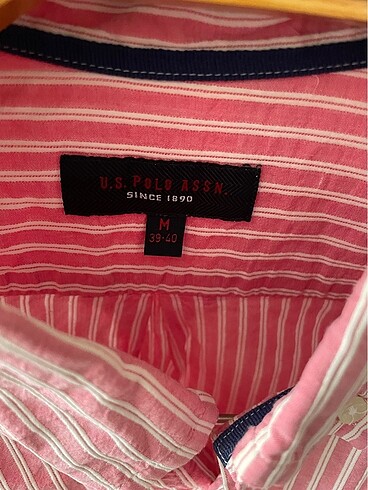 U.S. POLO ASSN.
SINCE 1890
M
39-40